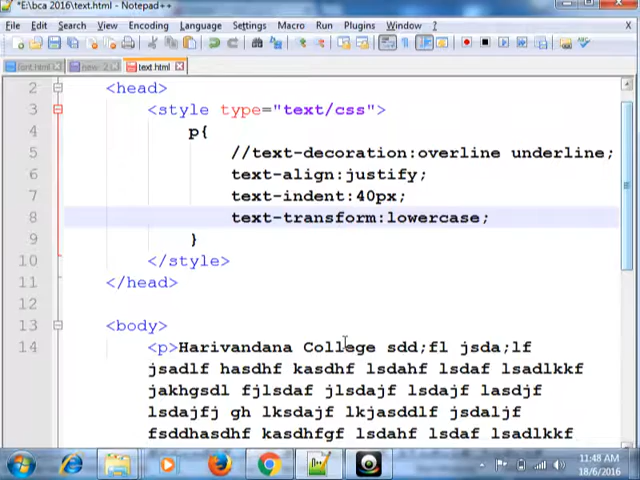 *E:\bca 2016\text.html - Notepad++
File Edit Search View Encoding Language Settings Macro Run Plugins Window ? X
font.html new 2 text.html
2 <head>
3 <style type="text/css">
4 p{
5 //text-decoration:overline underline;
6 text-align:justify;
7 text-indent:40px;
8 text-transform:lowercase;
9 }
10 </style>
11 </head>
12
13 <body>
14 <p>Harivandana College sdd;fl jsda;lf
jsadlf hasdhf kasdhf lsdahf lsdaf lsadlkkf
jakhgsdl fjlsdaf jlsdajf lsdajf lasdjf
lsdajfj gh lksdajf lkjasddlf jsdaljf
fsddhasdhf kasdhfgf lsdahf lsdaf lsadlkkf
11:48 AM
18/6/2016